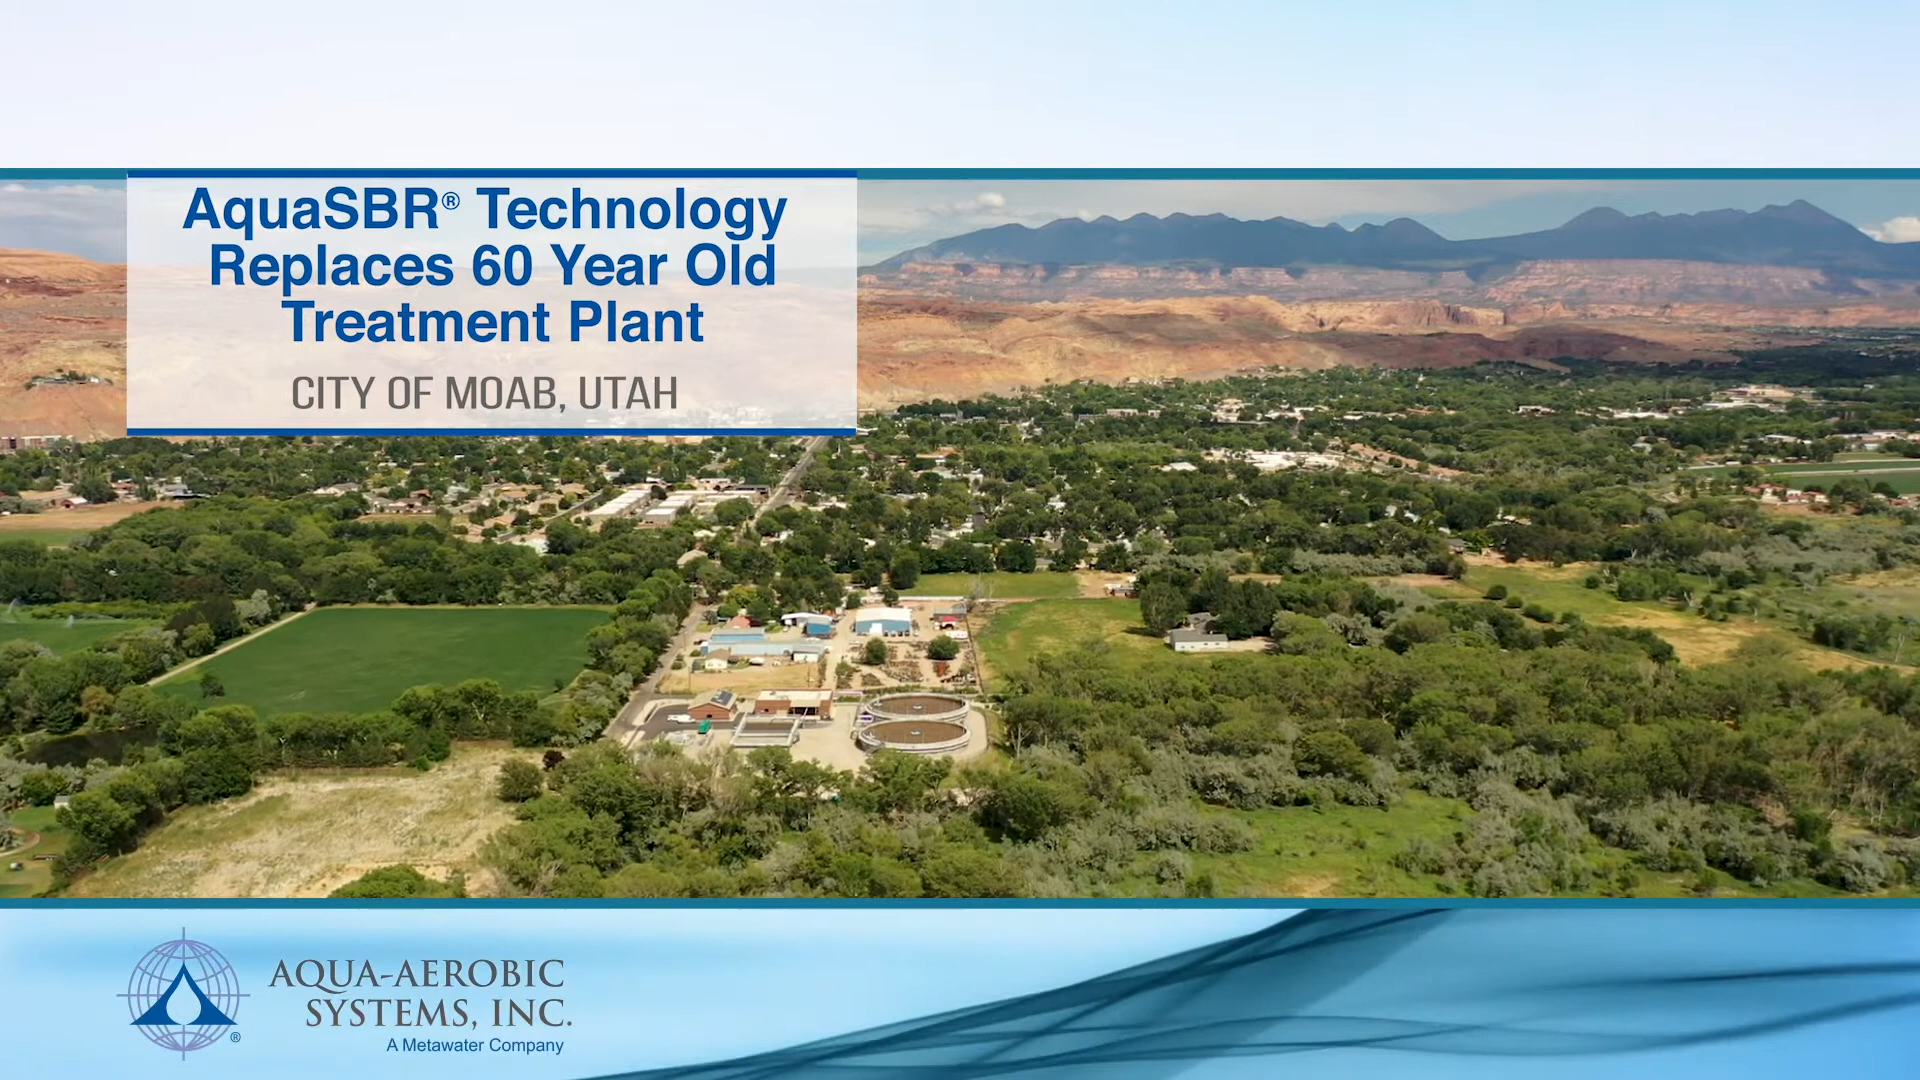 AquaSBR® Technology
Replaces 60 Year Old
Treatment Plant
CITY OF MOAB, UTAH
AQUA-AEROBIC
SYSTEMS, INC.
®
A Metawater Company